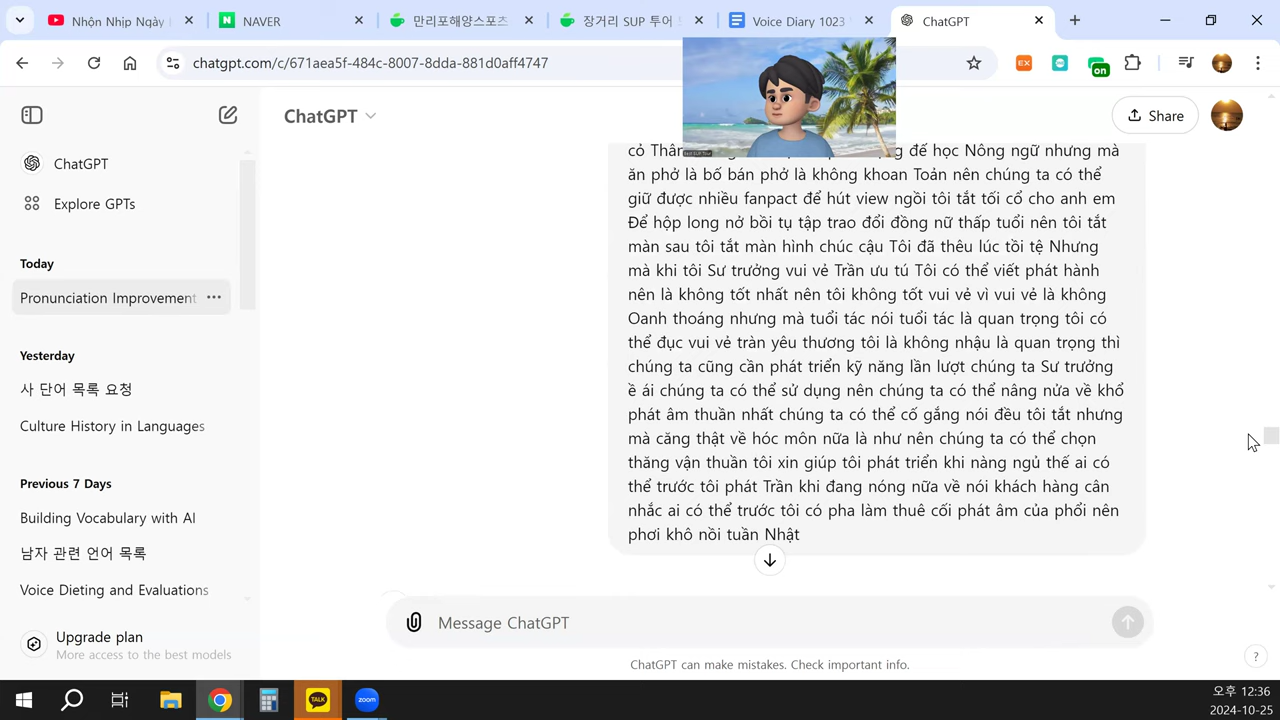 Nhộn Nhịp Ngày
NAVER
만리포해양스포츠
장거리 SUP 투어
Voice Diary 1023
ChatGPT
chatgpt.com/c/671aea5f-484c-8007-8dda-881d0aff4747
EX
on
ChatGPT
Share
ChatGPT
Explore GPTs
Today
Pronunciation Improvement
Yesterday
사 단어 목록 요청
Culture History in Languages
Previous 7 Days
Building Vocabulary with AI
남자 관련 언어 목록
Voice Dieting and Evaluations
Upgrade plan
More access to the best models
để học Nông ngữ nhưng mà
ăn phở là bố bán phở là không khoan Toản nên chúng ta có thể
giữ được nhiều fanpact để hút view ngồi tôi tắt tối cổ cho anh em
Để hộp long nở bồi tụ tập trao đổi đồng nữ thấp tuổi nên tôi tắt
màn sau tôi tắt màn hình chúc cậu Tôi đã thêu lúc tồi tệ Nhưng
mà khi tôi Sư trưởng vui vẻ Trần ưu tú Tôi có thể viết phát hành
nên là không tốt nhất nên tôi không tốt vui vẻ vì vui vẻ là không
Oanh thoáng nhưng mà tuổi tác nói tuổi tác là quan trọng tôi có
thể đục vui vẻ tràn yêu thương tôi là không nhậu là quan trọng thì
chúng ta cũng cần phát triển kỹ năng lần lượt chúng ta Sư trưởng
ề ái chúng ta có thể sử dụng nên chúng ta có thể nâng nửa về khổ
phát âm thuần nhất chúng ta có thể cố gắng nói đều tôi tắt nhưng
mà căng thật về hóc môn nữa là như nên chúng ta có thể chọn
thăng vận thuần tôi xin giúp tôi phát triển khi nàng ngủ thế ai có
thể trước tôi phát Trần khi đang nóng nữa về nói khách hàng cân
nhắc ai có thể trước tôi có pha làm thuê cối phát âm của phổi nên
phơi khô nồi tuần Nhật
Message ChatGPT
ChatGPT can make mistakes. Check important info.
?
TALK
zoom
오후 12:36
2024-10-25